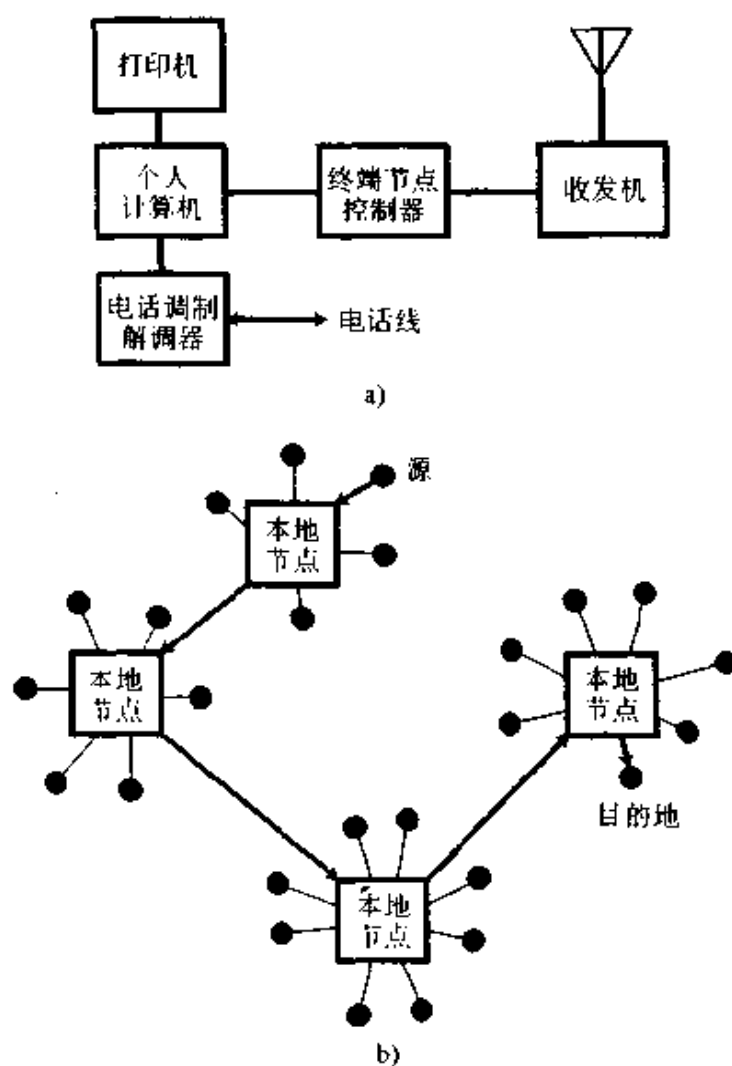 打印机
个人
计算机
终端节点
控制器
收发机
电话调制
解调器
电话线
a)
源
本地
节点
本地
节点
本地
节点
目的地
本地
节点
b)